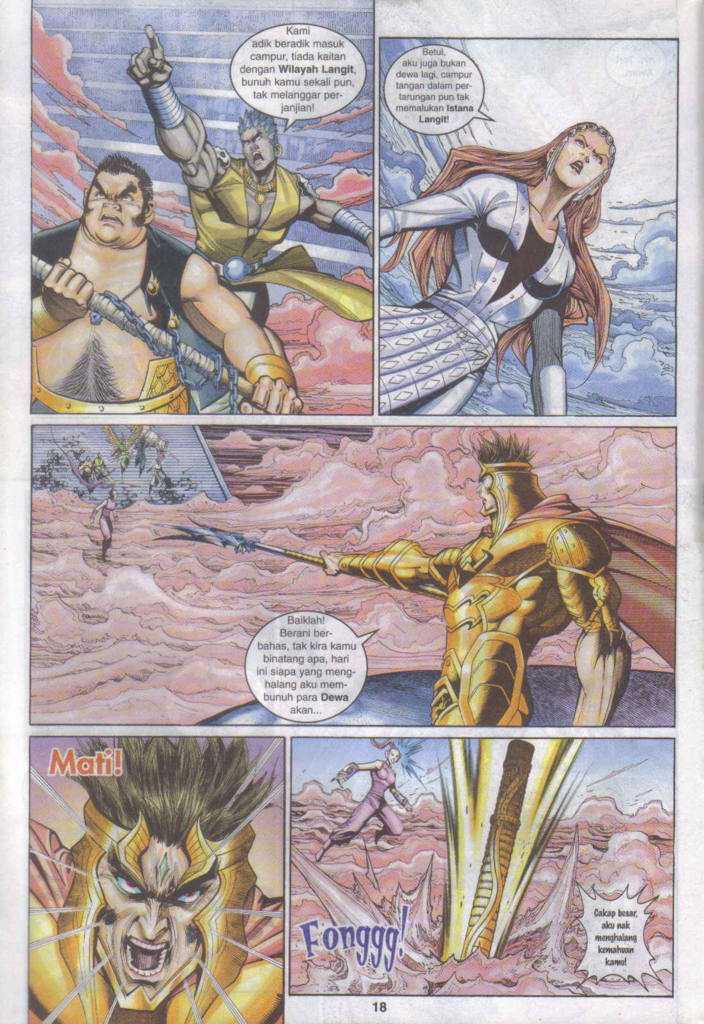 Kami
adik beradik masuk
campur, tiada kaitan
dengan Wilayah Langit,
bunuh kamu sekali pun,
tak melanggar per-
janjian!
Betul,
aku juga bukan
dewa lagi, campur
tangan dalam per-
tarungan pun tak
memalukan Istana
Langit!
Baiklah!
Berani ber-
bahas, tak kira kamu
binatang apa, hari
ini siapa yang meng-
halang aku mem-
bunuh para Dewa
akan...
Mati!
Fonggg!
Cakap besar,
aku nak
menghalang
kemahuan
kamu!
18